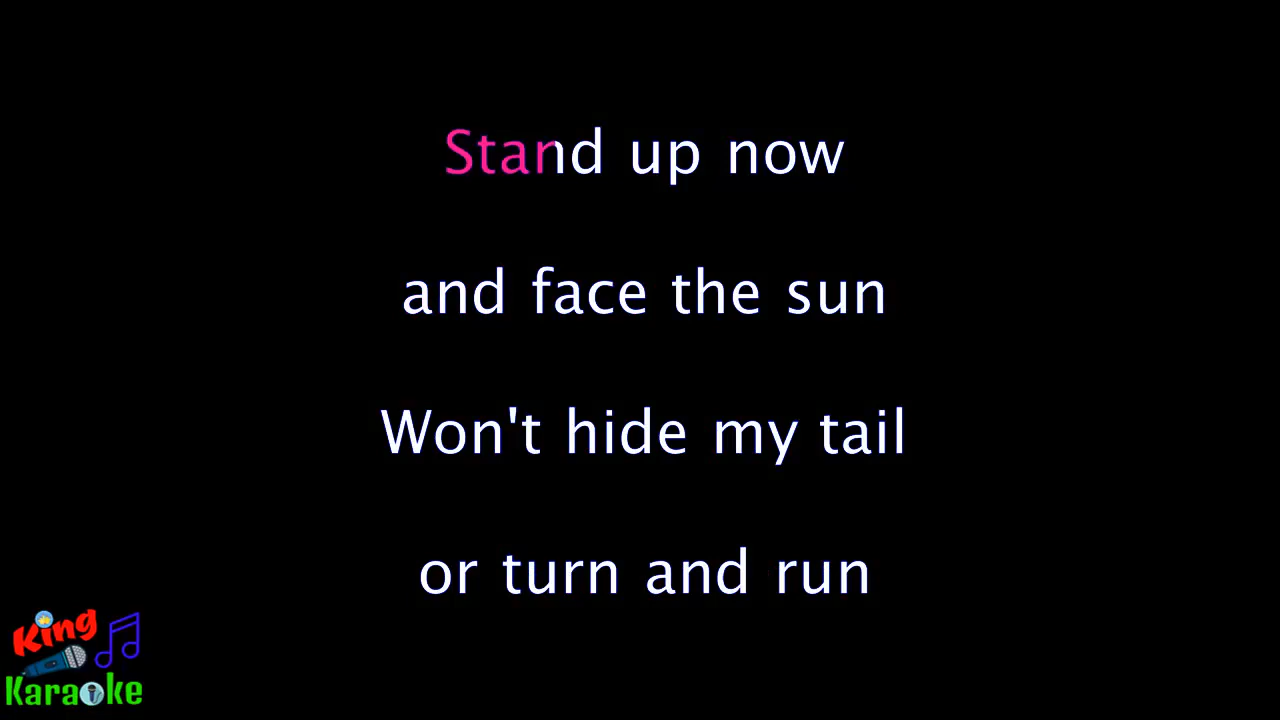 Stand up now
and face the sun
Won't hide my tail
or turn and run
King
Karaoke